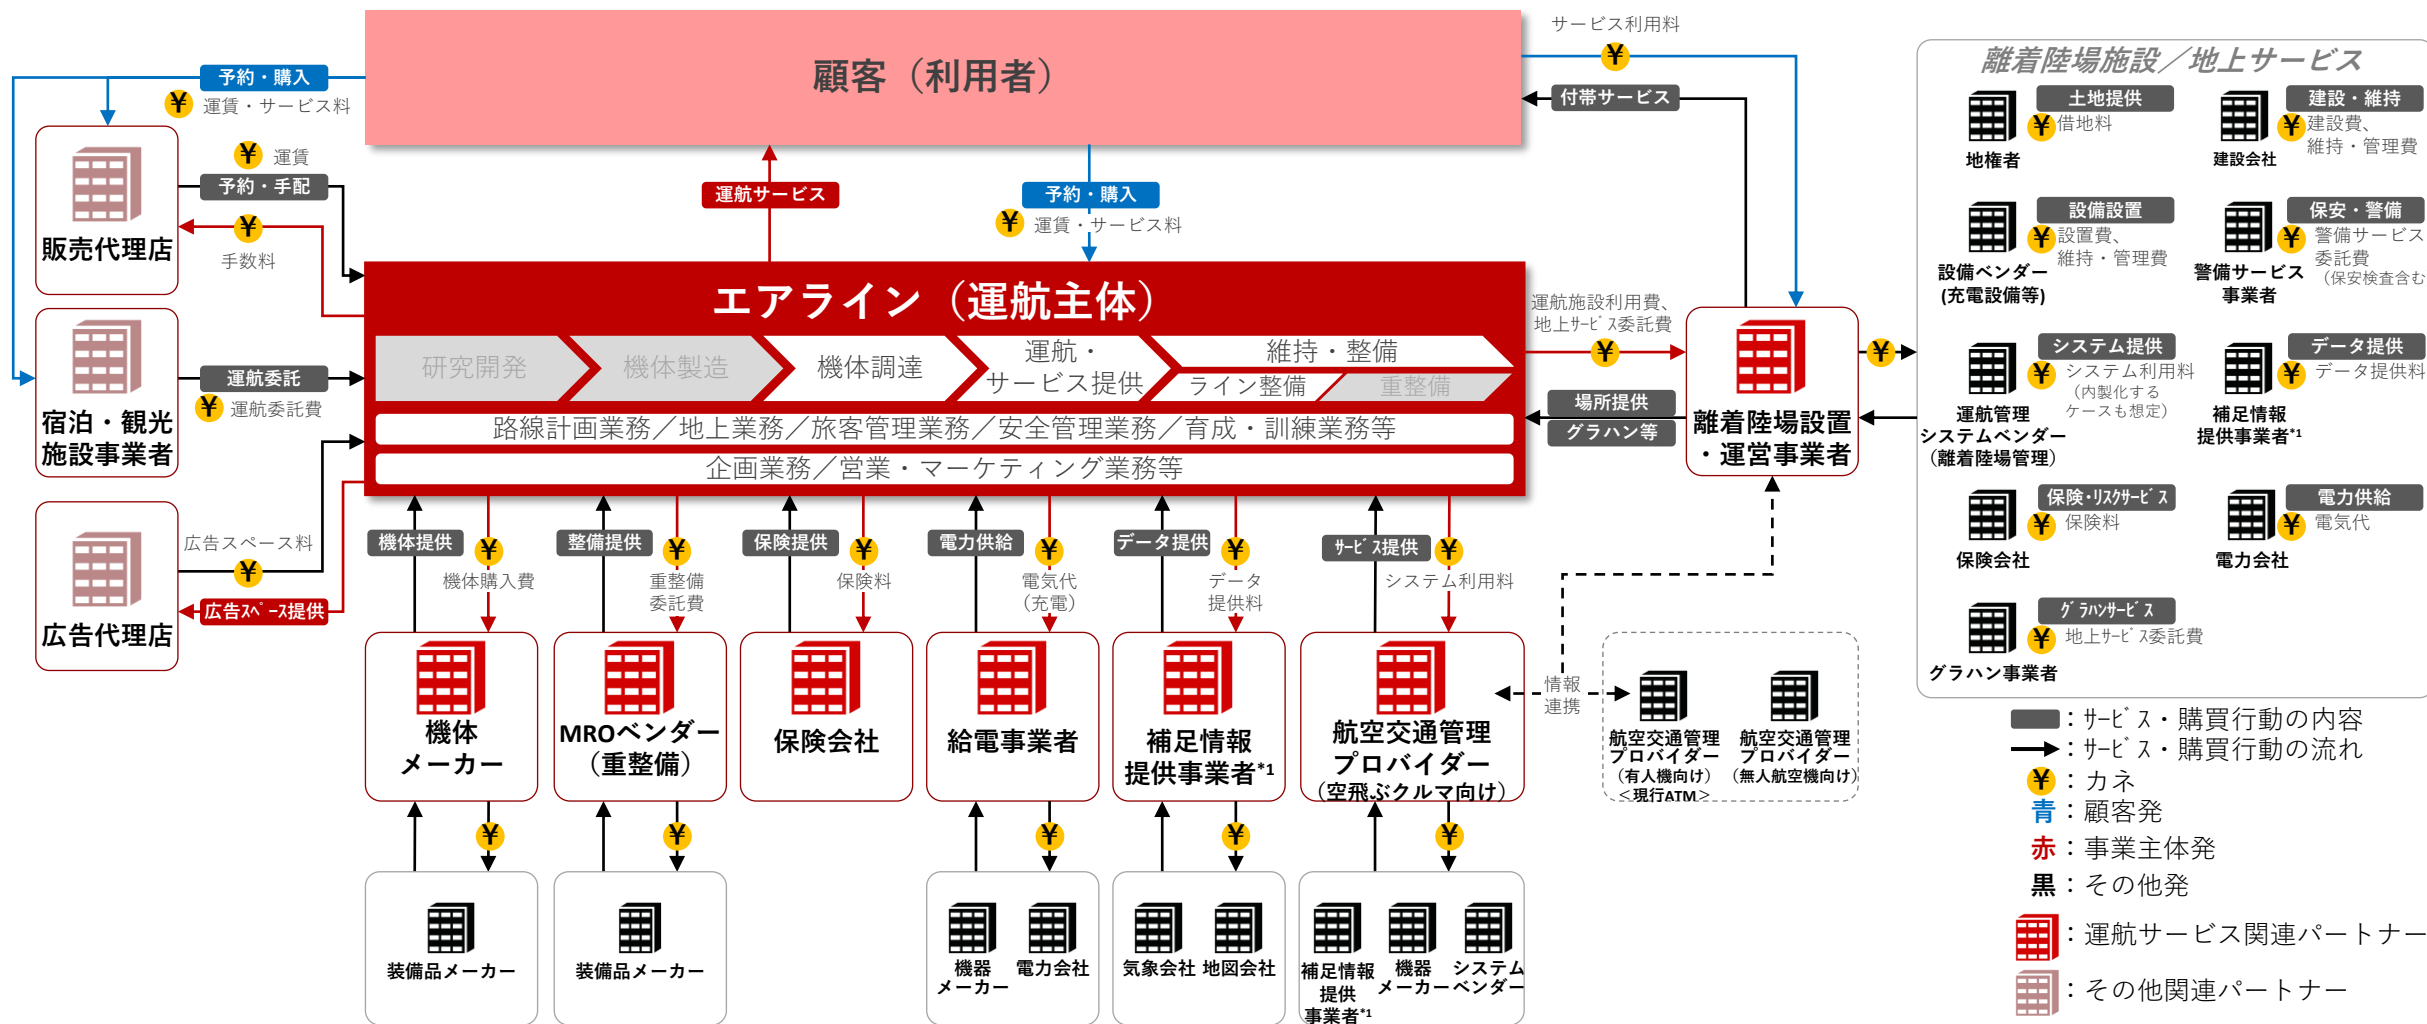 顧客（利用者）
サービス利用料
¥
付帯サービス
予約・購入
¥ 運賃・サービス料
販売代理店
¥ 運賃
予約・手配
¥
手数料
運航サービス
予約・購入
¥ 運賃・サービス料
宿泊・観光
施設事業者
運航委託
¥ 運航委託費
広告代理店
広告スペース料
¥
広告ｽﾍﾟｰｽ提供
エアライン（運航主体）
研究開発
機体製造
機体調達
運航・
サービス提供
維持・整備
ライン整備
重整備
路線計画業務／地上業務／旅客管理業務／安全管理業務／育成・訓練業務等
企画業務／営業・マーケティング業務等
運航施設利用費、
地上ｻｰﾋﾞｽ委託費
¥
場所提供
グラハン等
離着陸場設置
・運営事業者
¥
機体提供
¥
機体購入費
整備提供
¥
重整備
委託費
保険提供
¥
保険料
電力供給
¥
電気代
（充電）
データ提供
¥
データ
提供料
ｻｰﾋﾞｽ提供
¥
システム利用料
機体
メーカー
MROベンダー
（重整備）
保険会社
給電事業者
補足情報
提供事業者*1
航空交通管理
プロバイダー
（空飛ぶクルマ向け）
情報
連携
航空交通管理
プロバイダー
（有人機向け）
＜現行ATM＞
航空交通管理
プロバイダー
（無人航空機向け）
¥
¥
¥
¥
¥
装備品メーカー
装備品メーカー
機器
メーカー
電力会社
気象会社
地図会社
補足情報
提供
事業者*1
機器
メーカー
システム
ベンダー
離着陸場施設／地上サービス
地権者
土地提供
¥ 借地料
建設会社
建設・維持
¥ 建設費、
維持・管理費
設備ベンダー
(充電設備等)
設備設置
¥ 設置費、
維持・管理費
警備サービス
事業者
保安・警備
¥ 警備サービス
委託費
（保安検査含む
運航管理
システムベンダー
（離着陸場管理）
システム提供
¥ システム利用料
（内製化する
ケースも想定）
補足情報
提供事業者*1
データ提供
¥ データ提供料
保険会社
保険・ﾘｽｸサービス
¥ 保険料
電力会社
電力供給
¥ 電気代
グラハン事業者
ｸﾞﾗﾊﾝｻｰﾋﾞｽ
¥ 地上ｻｰﾋﾞｽ委託費
：ｻｰﾋﾞｽ・購買行動の内容
：ｻｰﾋﾞｽ・購買行動の流れ
¥：カネ
青：顧客発
赤：事業主体発
黒：その他発
：運航サービス関連パートナー
：その他関連パートナー